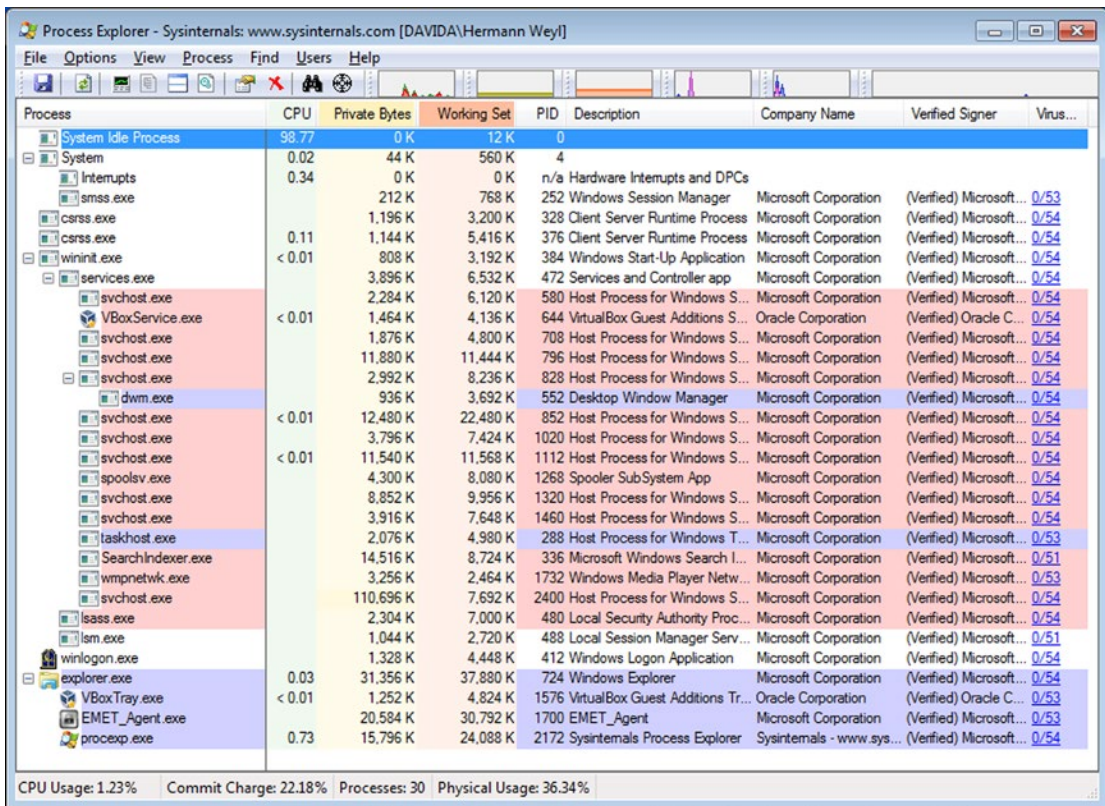 Process Explorer - Sysinternals: www.sysinternals.com [DAVIDA\Hermann Weyl]
File Options View Process Find Users Help
Process CPU Private Bytes Working Set PID Description Company Name Verified Signer Virus...
System Idle Process 98.77 0 K 12 K 0
System 0.02 44 K 560 K 4
Interrupts 0.34 0 K 0 K n/a Hardware Interrupts and DPCs
smss.exe 212 K 768 K 252 Windows Session Manager Microsoft Corporation (Verified) Microsoft... 0/53
csrss.exe 1,196 K 3,200 K 328 Client Server Runtime Process Microsoft Corporation (Verified) Microsoft... 0/54
csrss.exe 0.11 1,144 K 5,416 K 376 Client Server Runtime Process Microsoft Corporation (Verified) Microsoft... 0/54
wininit.exe < 0.01 808 K 3,192 K 384 Windows Start-Up Application Microsoft Corporation (Verified) Microsoft... 0/54
services.exe 3,896 K 6,532 K 472 Services and Controller app Microsoft Corporation (Verified) Microsoft... 0/54
svchost.exe 2,284 K 6,120 K 580 Host Process for Windows S... Microsoft Corporation (Verified) Microsoft... 0/54
VBoxService.exe < 0.01 1,464 K 4,136 K 644 VirtualBox Guest Additions S... Oracle Corporation (Verified) Oracle C... 0/54
svchost.exe 1,876 K 4,800 K 708 Host Process for Windows S... Microsoft Corporation (Verified) Microsoft... 0/54
svchost.exe 11,880 K 11,444 K 796 Host Process for Windows S... Microsoft Corporation (Verified) Microsoft... 0/54
svchost.exe 2,992 K 8,236 K 828 Host Process for Windows S... Microsoft Corporation (Verified) Microsoft... 0/54
dwm.exe 936 K 3,692 K 552 Desktop Window Manager Microsoft Corporation (Verified) Microsoft... 0/54
svchost.exe < 0.01 12,480 K 22,480 K 852 Host Process for Windows S... Microsoft Corporation (Verified) Microsoft... 0/54
svchost.exe 3,796 K 7,424 K 1020 Host Process for Windows S... Microsoft Corporation (Verified) Microsoft... 0/54
svchost.exe < 0.01 11,540 K 11,568 K 1112 Host Process for Windows S... Microsoft Corporation (Verified) Microsoft... 0/54
spoolsv.exe 4,300 K 8,080 K 1268 Spooler SubSystem App Microsoft Corporation (Verified) Microsoft... 0/54
svchost.exe 8,852 K 9,956 K 1320 Host Process for Windows S... Microsoft Corporation (Verified) Microsoft... 0/54
svchost.exe 3,916 K 7,648 K 1460 Host Process for Windows S... Microsoft Corporation (Verified) Microsoft... 0/54
taskhost.exe 2,076 K 4,980 K 288 Host Process for Windows T... Microsoft Corporation (Verified) Microsoft... 0/53
SearchIndexer.exe 14,516 K 8,724 K 336 Microsoft Windows Search I... Microsoft Corporation (Verified) Microsoft... 0/51
wmpnetwk.exe 3,256 K 2,464 K 1732 Windows Media Player Netw... Microsoft Corporation (Verified) Microsoft... 0/53
svchost.exe 110,696 K 7,692 K 2400 Host Process for Windows S... Microsoft Corporation (Verified) Microsoft... 0/54
lsass.exe 2,304 K 7,000 K 480 Local Security Authority Proc... Microsoft Corporation (Verified) Microsoft... 0/54
lsm.exe 1,044 K 2,720 K 488 Local Session Manager Serv... Microsoft Corporation (Verified) Microsoft... 0/51
winlogon.exe 1,328 K 4,448 K 412 Windows Logon Application Microsoft Corporation (Verified) Microsoft... 0/54
explorer.exe 0.03 31,356 K 37,880 K 724 Windows Explorer Microsoft Corporation (Verified) Microsoft... 0/54
VBoxTray.exe < 0.01 1,252 K 4,824 K 1576 VirtualBox Guest Additions Tr... Oracle Corporation (Verified) Oracle C... 0/53
EMET_Agent.exe 20,584 K 30,792 K 1700 EMET_Agent Microsoft Corporation (Verified) Microsoft... 0/53
procexp.exe 0.73 15,796 K 24,088 K 2172 Sysinternals Process Explorer Sysinternals - www.sys... (Verified) Microsoft... 0/54
CPU Usage: 1.23% Commit Charge: 22.18% Processes: 30 Physical Usage: 36.34%